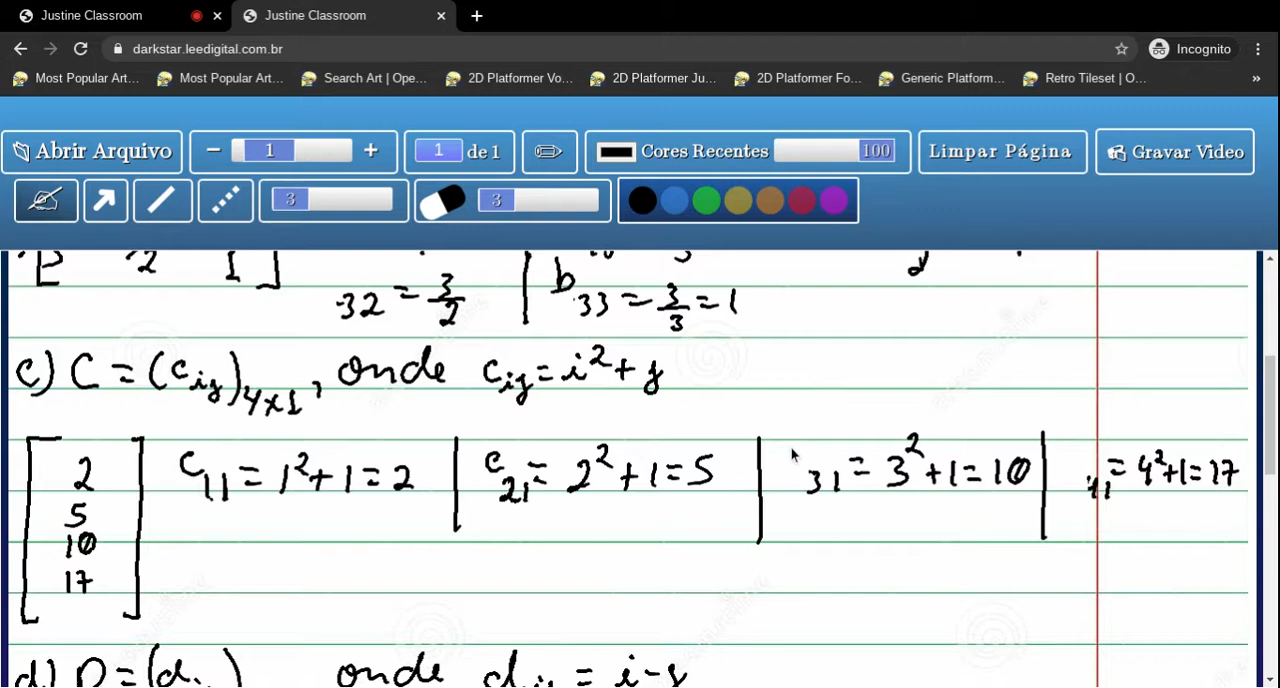 Justine Classroom
Justine Classroom
darkstar.leedigital.com.br
Incognito
Most Popular Art...
Most Popular Art...
Search Art | Ope...
2D Platformer Vo...
2D Platformer Ju...
2D Platformer Fo...
Generic Platform...
Retro Tileset | O...
»
Abrir Arquivo
− 1 +
1 de 1
Cores Recentes 100
Limpar Página
Gravar Video
3
3
32 = 3/2
b33 = 3/3 = 1
c) C = (cij)4x1, onde cij = i² + j
[2 5 10 17]
c11 = 1² + 1 = 2 | c21 = 2² + 1 = 5 | 31 = 3² + 1 = 10 | 41 = 4² + 1 = 17
d) D = (di onde dij = i - j